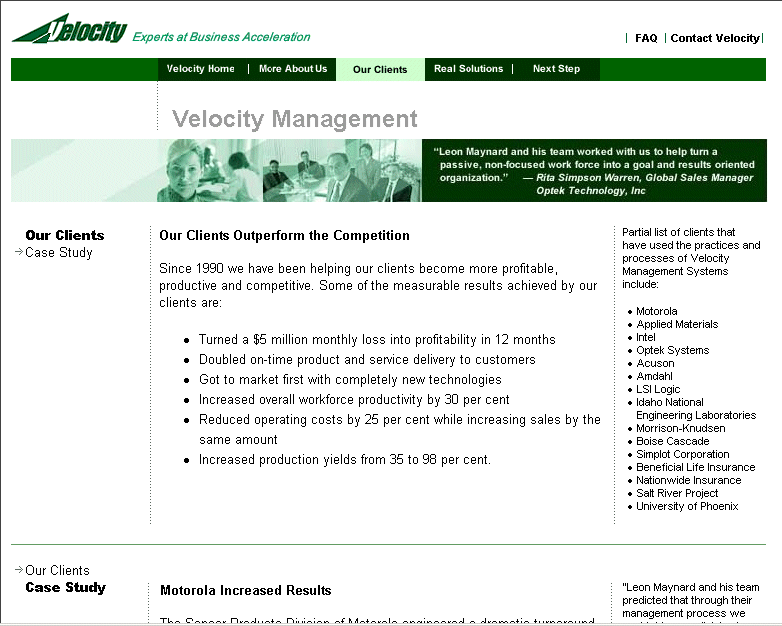 Velocity Experts at Business Acceleration
| FAQ | Contact Velocity |
Velocity Home | More About Us Our Clients Real Solutions | Next Step
Velocity Management
“Leon Maynard and his team worked with us to help turn a
passive, non-focused work force into a goal and results oriented
organization.” — Rita Simpson Warren, Global Sales Manager
Optek Technology, Inc
Our Clients
Case Study
Our Clients Outperform the Competition
Since 1990 we have been helping our clients become more profitable,
productive and competitive. Some of the measurable results achieved by our
clients are:
Turned a $5 million monthly loss into profitability in 12 months
Doubled on-time product and service delivery to customers
Got to market first with completely new technologies
Increased overall workforce productivity by 30 per cent
Reduced operating costs by 25 per cent while increasing sales by the
same amount
Increased production yields from 35 to 98 per cent.
Partial list of clients that
have used the practices and
processes of Velocity
Management Systems
include:
Motorola
Applied Materials
Intel
Optek Systems
Acuson
Amdahl
LSI Logic
Idaho National
Engineering Laboratories
Morrison-Knudsen
Boise Cascade
Simplot Corporation
Beneficial Life Insurance
Nationwide Insurance
Salt River Project
University of Phoenix
Our Clients
Case Study
Motorola Increased Results
The Sensor Products Division of Motorola engineered a dramatic turnaround
"Leon Maynard and his team
predicted that through their
management process we